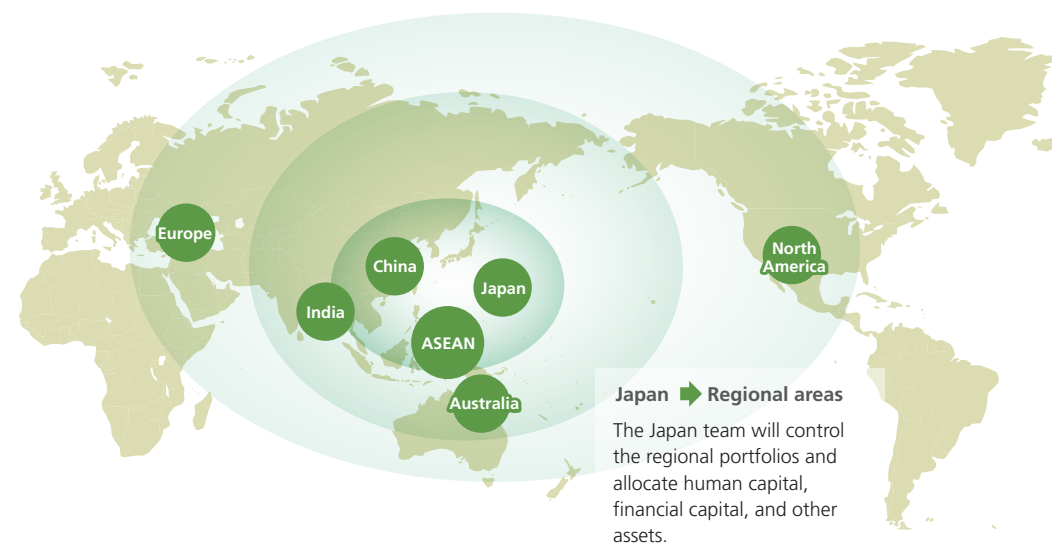 Europe
China
Japan
India
ASEAN
Australia
North
America
Japan Regional areas
The Japan team will control
the regional portfolios and
allocate human capital,
financial capital, and other
assets.